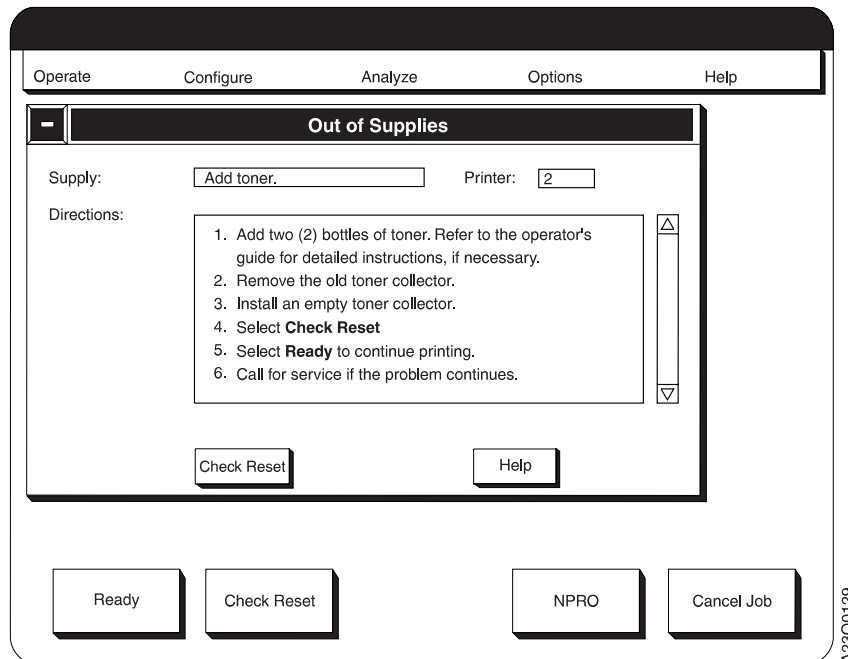 Operate Configure Analyze Options Help
Out of Supplies
Supply: Add toner. Printer: 2
Directions:
1. Add two (2) bottles of toner. Refer to the operator's
guide for detailed instructions, if necessary.
2. Remove the old toner collector.
3. Install an empty toner collector.
4. Select Check Reset
5. Select Ready to continue printing.
6. Call for service if the problem continues.
Check Reset Help
Ready Check Reset NPRO Cancel Job